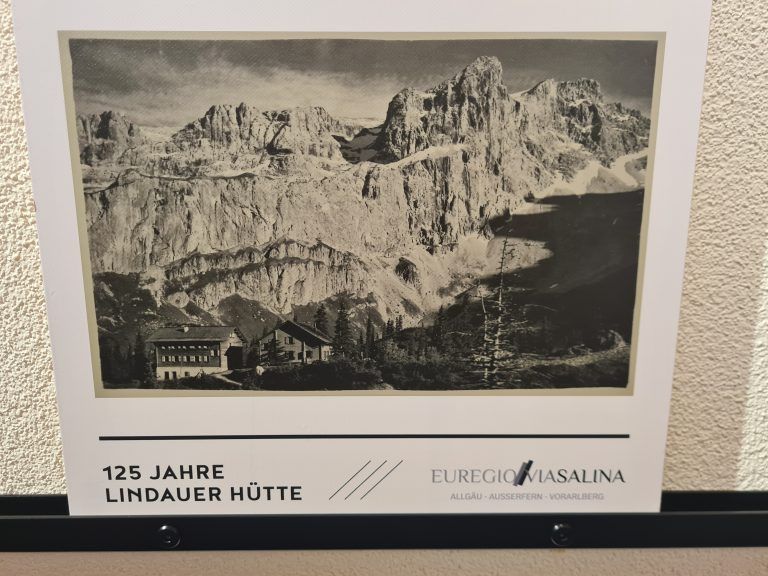 125 JAHRE
LINDAUER HÜTTE
EUREGIO VIASALINA
ALLGÄU · AUSSERFERN · VORARLBERG